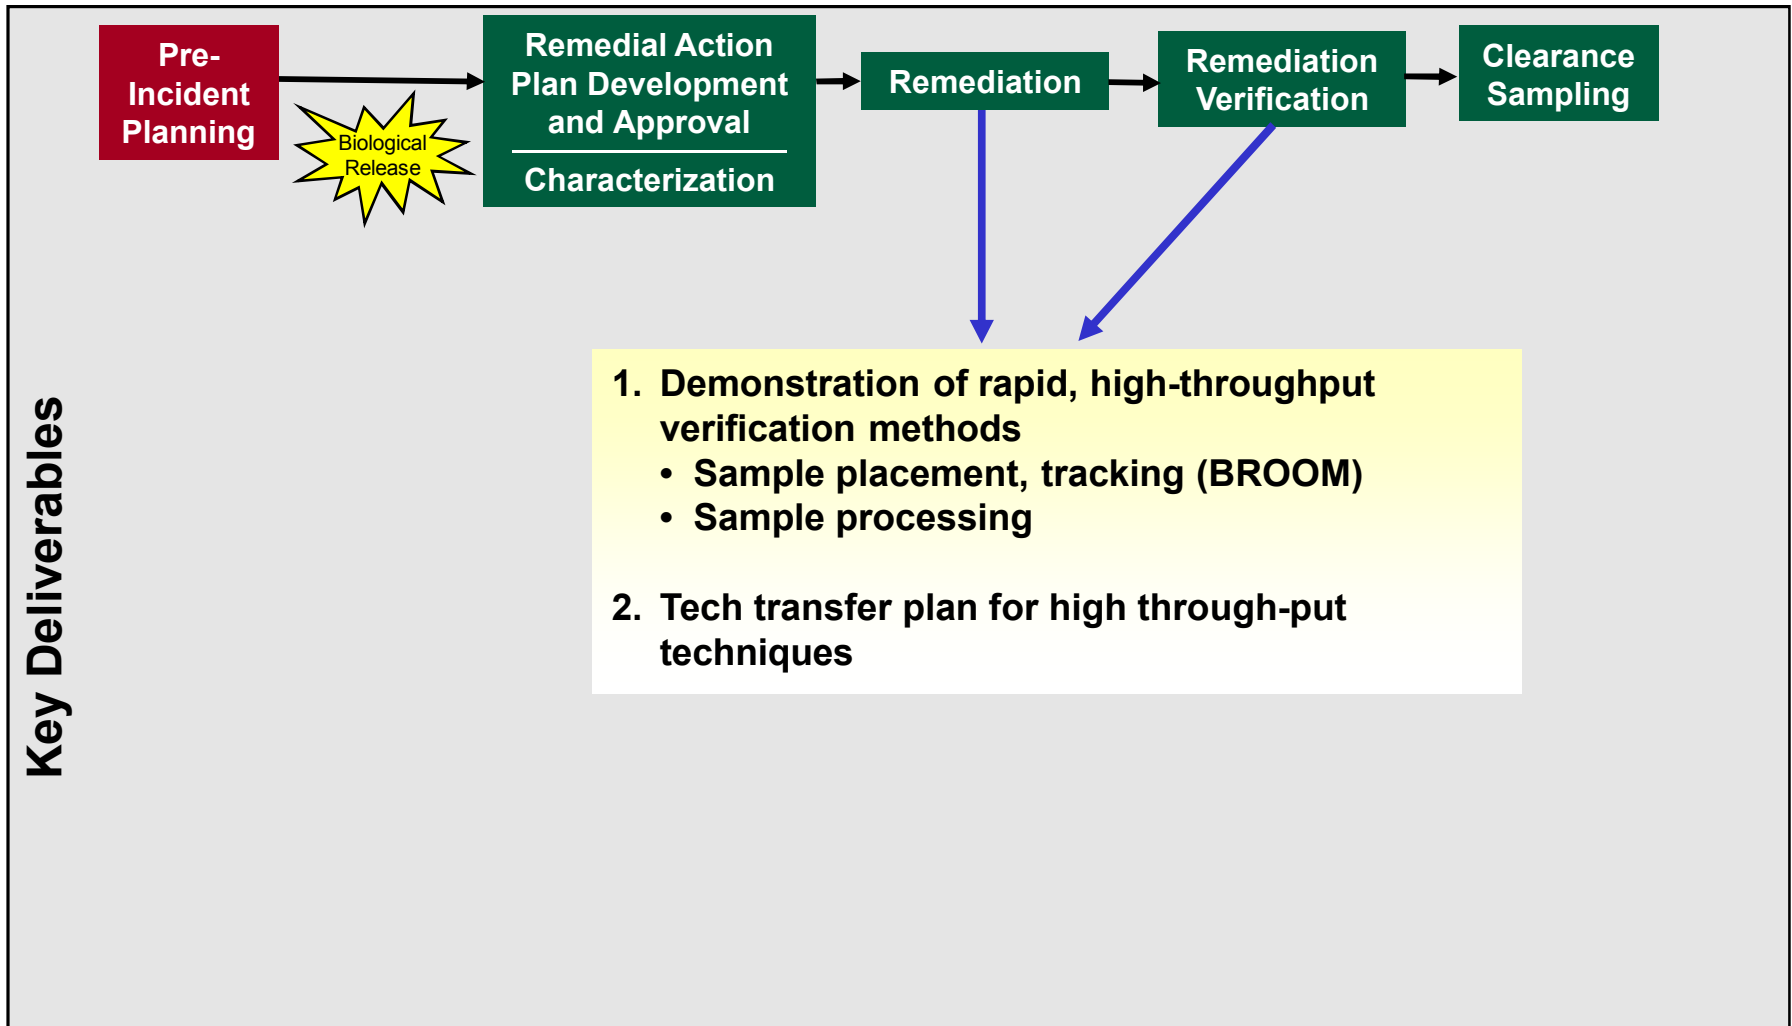 Pre-
Incident
Planning
Biological
Release
Remedial Action
Plan Development
and Approval
Characterization
Remediation
Remediation
Verification
Clearance
Sampling
Key Deliverables
1. Demonstration of rapid, high-throughput
verification methods
• Sample placement, tracking (BROOM)
• Sample processing
2. Tech transfer plan for high through-put
techniques